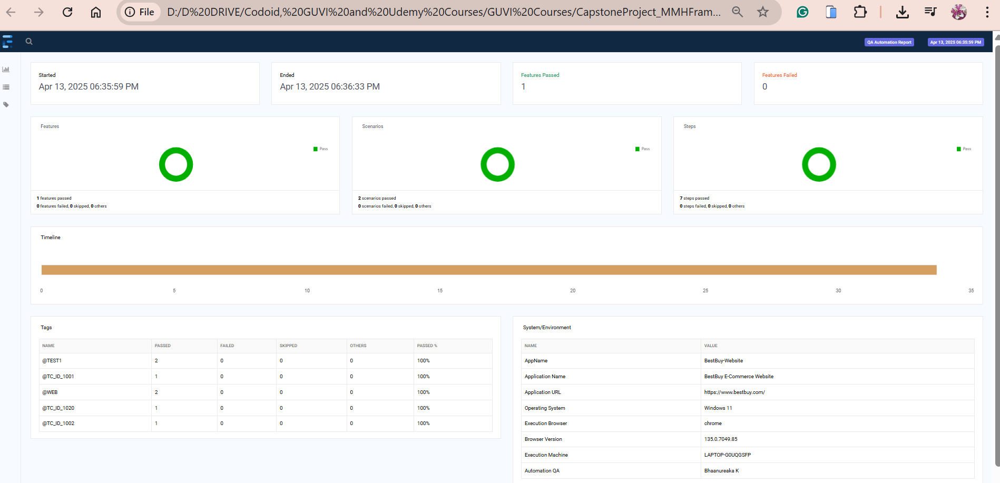 File D:/D%20DRIVE/Codoid,%20GUVI%20and%20Udemy%20Courses/GUVI%20Courses/CapstoneProject_MMHFram...
QA Automation Report Apr 13, 2025 06:35:59 PM
Started
Apr 13, 2025 06:35:59 PM
Ended
Apr 13, 2025 06:36:33 PM
Features Passed
1
Features Failed
0
Features
Pass
1 features passed
0 features failed, 0 skipped, 0 others
Scenarios
Pass
2 scenarios passed
0 scenarios failed, 0 skipped, 0 others
Steps
Pass
7 steps passed
0 steps failed, 0 skipped, 0 others
Timeline
0 5 10 15 20 25 30 35
Tags
NAME PASSED FAILED SKIPPED OTHERS PASSED %
@TEST1 2 0 0 0 100%
@TC_ID_1001 1 0 0 0 100%
@WEB 2 0 0 0 100%
@TC_ID_1020 1 0 0 0 100%
@TC_ID_1002 1 0 0 0 100%
System/Environment
NAME VALUE
AppName BestBuy-Website
Application Name BestBuy E-Commerce Website
Application URL https://www.bestbuy.com/
Operating System Windows 11
Execution Browser chrome
Browser Version 135.0.7049.85
Execution Machine LAPTOP-G0UQGSFP
Automation QA Bhaanureaka K